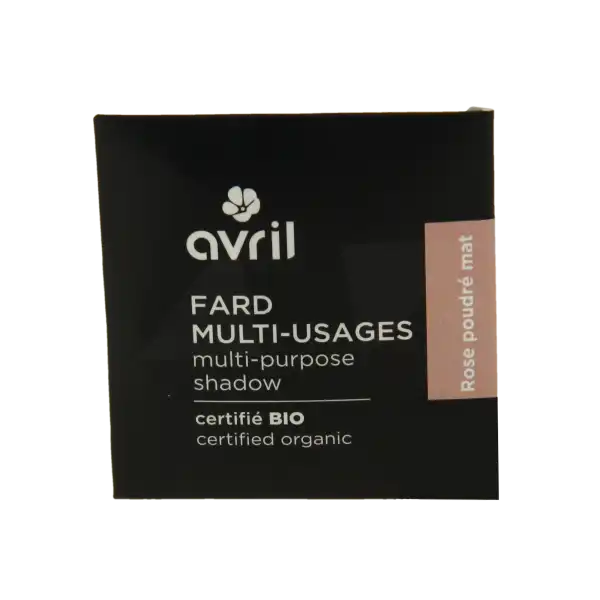 avril
FARD
MULTI-USAGES
multi-purpose
shadow
certifié BIO
certified organic
Rose poudré mat